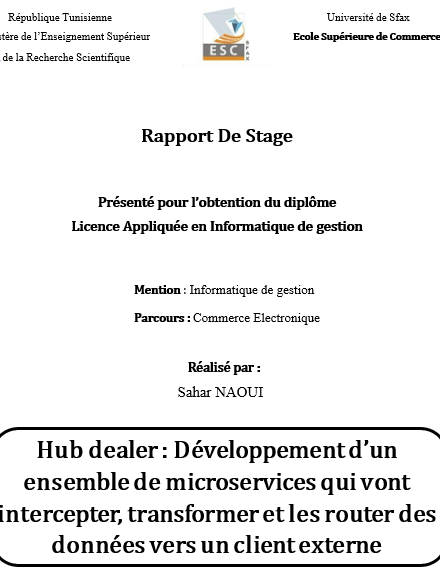 République Tunisienne
de l'Enseignement Supérieur
de la Recherche Scientifique
Université de Sfax
Ecole Supérieure de Commerce
ESC
SFAX
Rapport De Stage
Présenté pour l'obtention du diplôme
Licence Appliquée en Informatique de gestion
Mention : Informatique de gestion
Parcours : Commerce Electronique
Réalisé par :
Sahar NAOUI
Hub dealer : Développement d'un
ensemble de microservices qui vont
intercepter, transformer et les router des
données vers un client externe